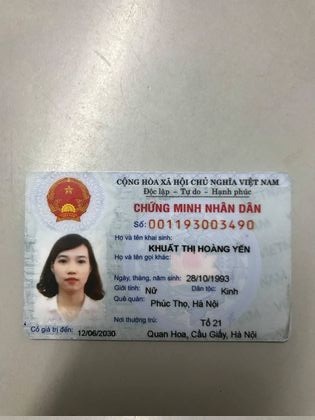 CỘNG HÒA XÃ HỘI CHỦ NGHĨA VIỆT NAM
Độc lập - Tự do - Hạnh phúc
CHỨNG MINH NHÂN DÂN
Số: 001193003490
Họ và tên khai sinh:
KHUẤT THỊ HOÀNG YẾN
Họ và tên gọi khác:
Ngày, tháng, năm sinh: 28/10/1993
Giới tính: Nữ Dân tộc: Kinh
Quê quán: Phúc Thọ, Hà Nội
Nơi thường trú: Tổ 21
Quan Hoa, Cầu Giấy, Hà Nội
Có giá trị đến: 12/06/2030